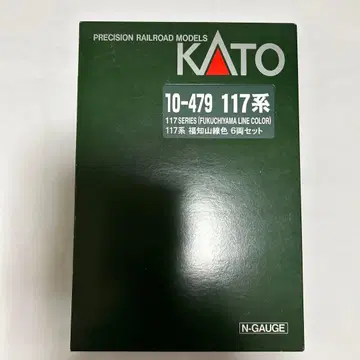 PRECISION RAILROAD MODELS
KATO
10-479 117系
117 SERIES (FUKUCHIYAMA LINE COLOR)
117系 福知山線色 6両セット
N-GAUGE